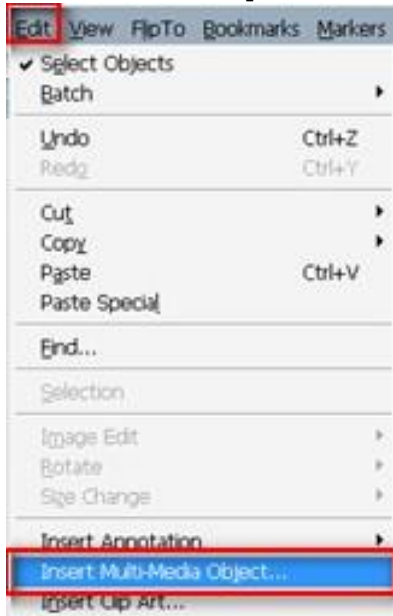 Edit View FlipTo Bookmarks Markers
✓ Select Objects
Batch
Undo Ctrl+Z
Redo Ctrl+Y
Cut
Copy
Paste Ctrl+V
Paste Special
Find...
Selection
Image Edit
Rotate
Size Change
Insert Annotation
Insert Multi-Media Object...
Insert Clip Art...